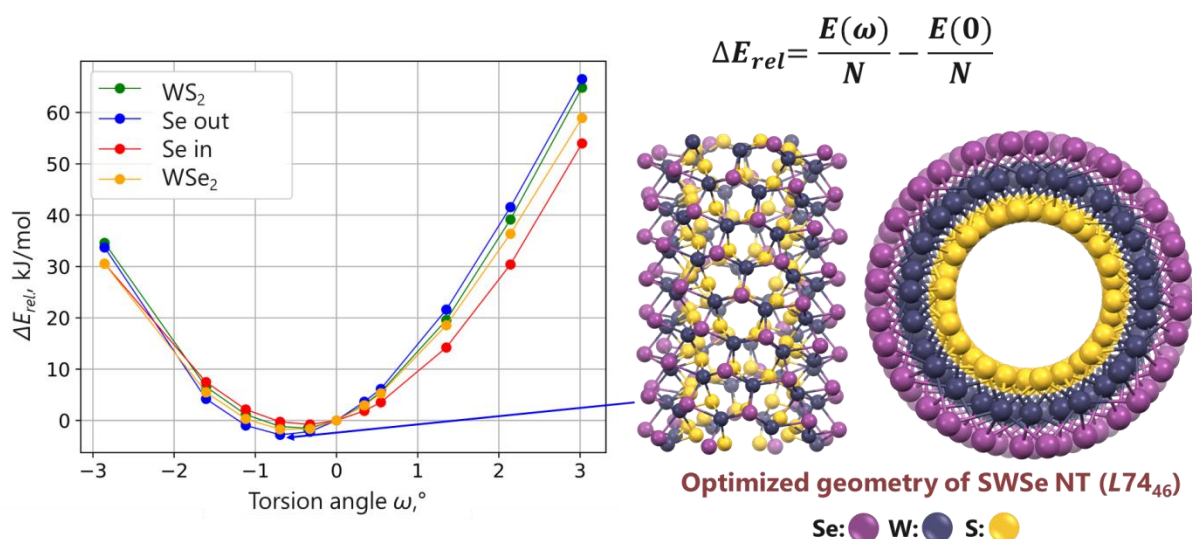 ΔE_rel = E(ω)/N − E(0)/N
WS₂
Se out
Se in
WSe₂
60
50
40
30
20
10
0
ΔE_rel, kJ/mol
−3 −2 −1 0 1 2 3
Torsion angle ω,°
Optimized geometry of SWSe NT (L74₄₆)
Se: W: S: